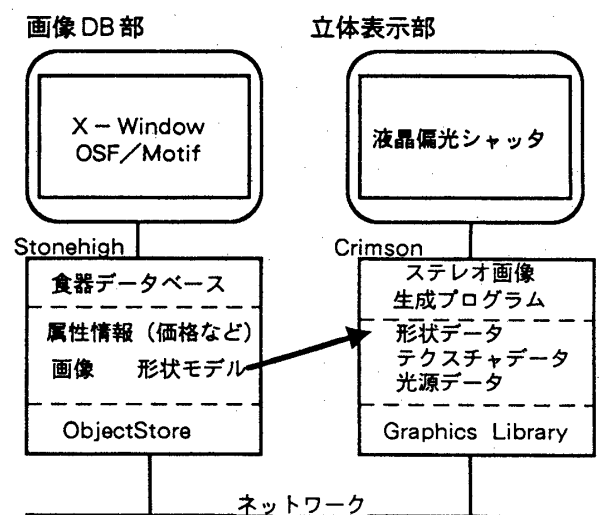 画像DB部
X－Window
OSF／Motif
Stonehigh
食器データベース
属性情報（価格など）
画像　形状モデル
ObjectStore
立体表示部
液晶偏光シャッタ
Crimson
ステレオ画像
生成プログラム
形状データ
テクスチャデータ
光源データ
Graphics Library
ネットワーク